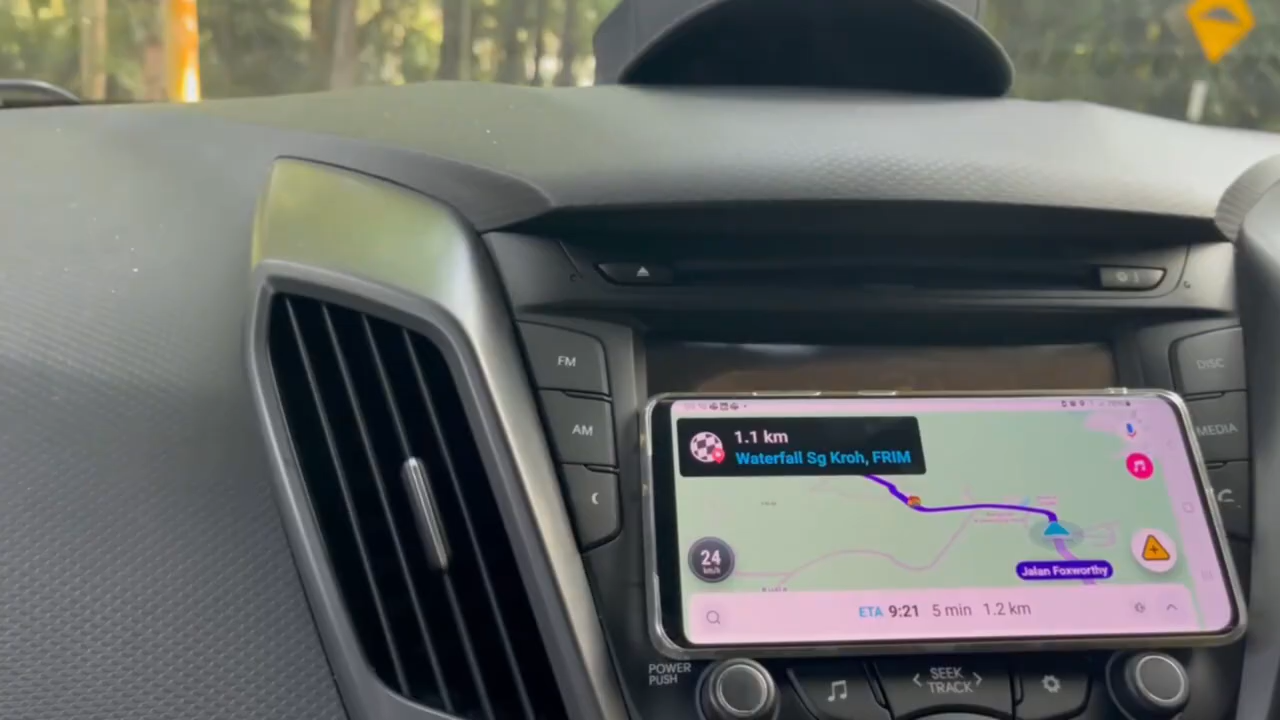 FM
DISC
AM
MEDIA
1.1 km
Waterfall Sg Kroh, FRIM
24
km/h
Jalan Foxworthy
ETA 9:21 5 min 1.2 km
POWER
PUSH
SEEK
TRACK